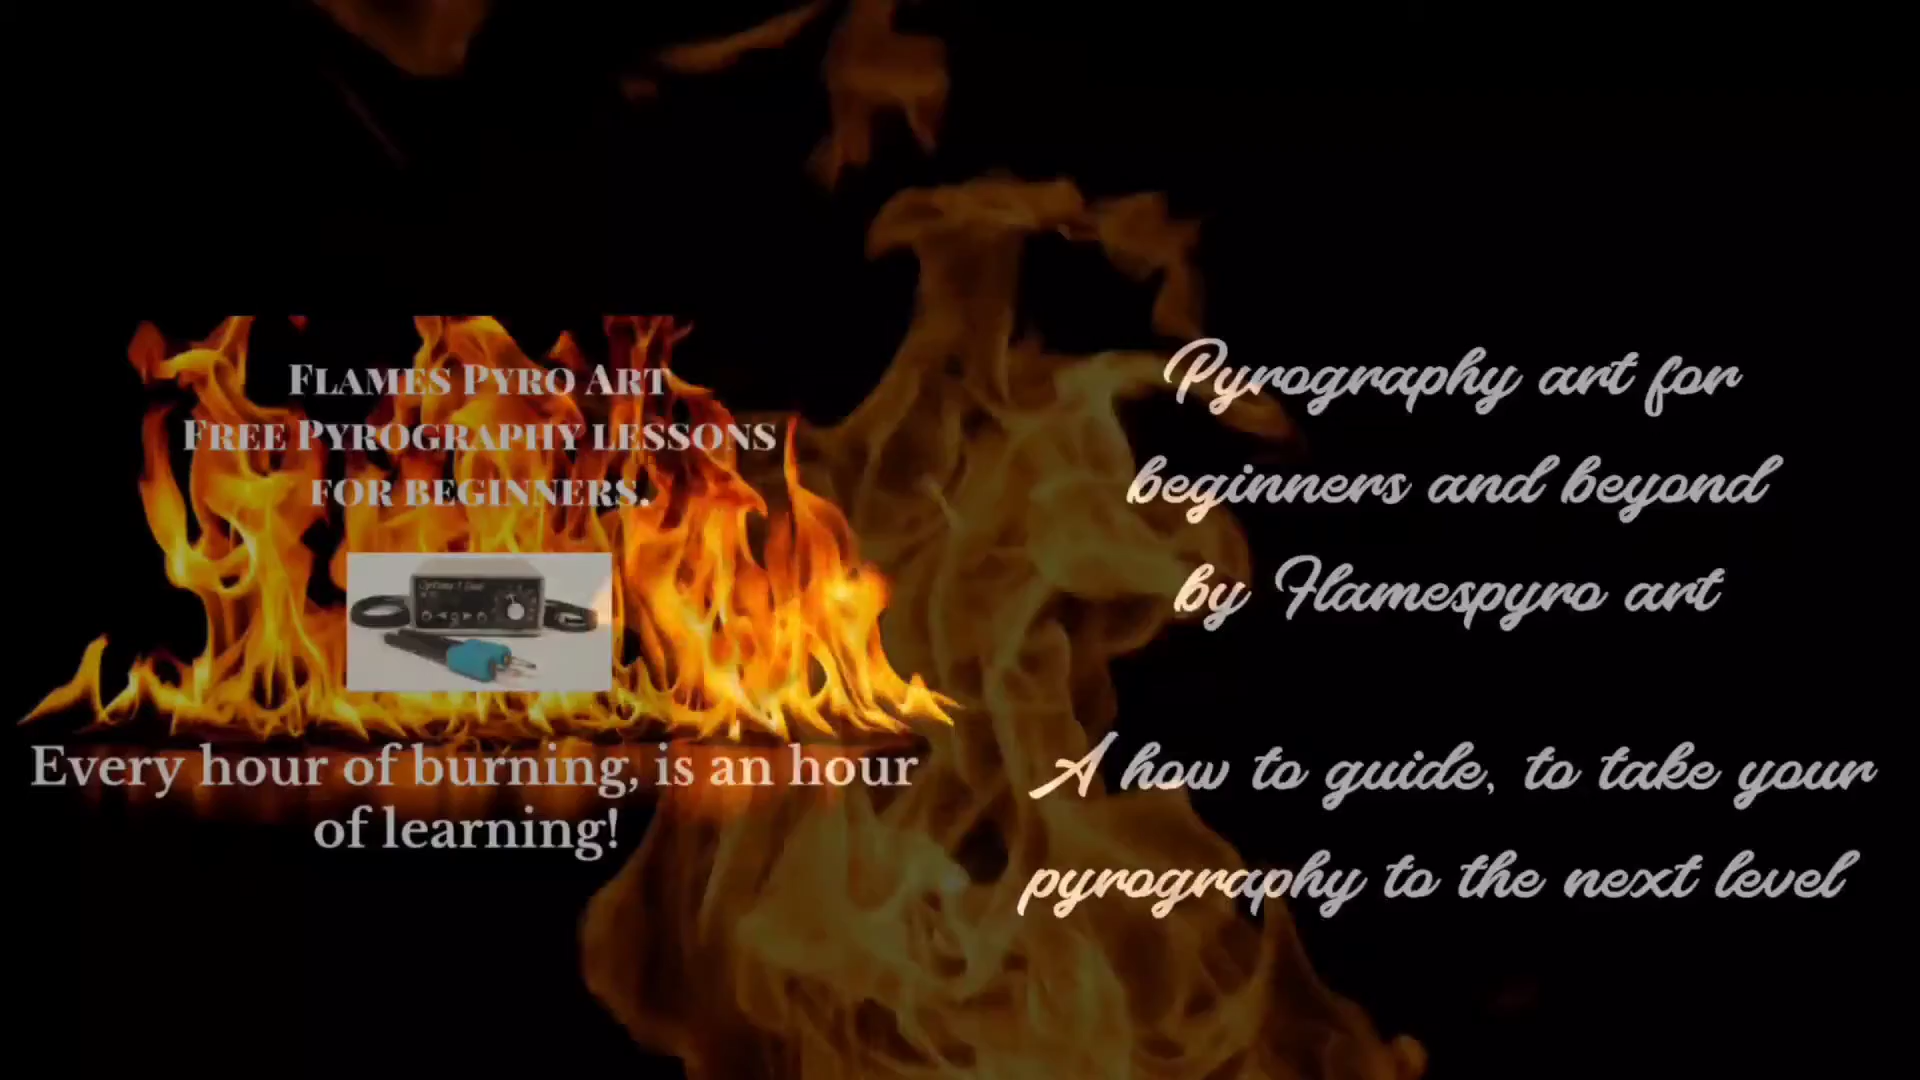 Flames Pyro Art
Free Pyrography lessons
for beginners.
Every hour of burning, is an hour
of learning!
Pyrography art for
beginners and beyond
by Flamespyro art
A how to guide, to take your
pyrography to the next level